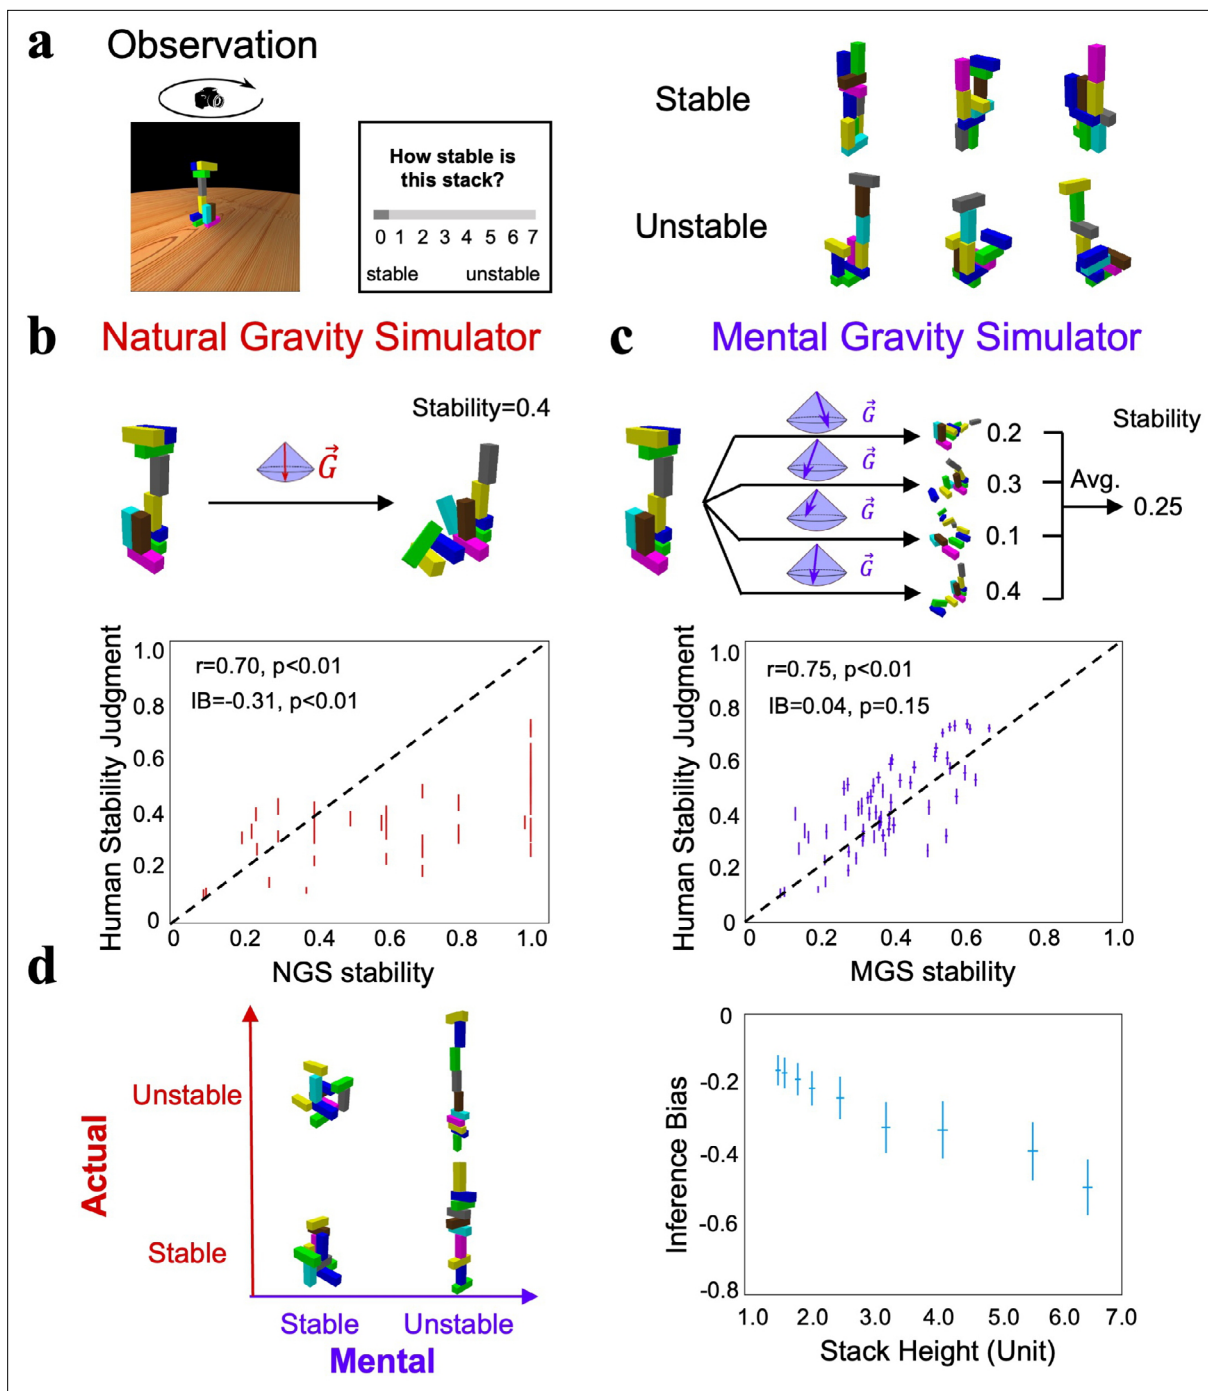 a
Observation
How stable is
this stack?
0 1 2 3 4 5 6 7
stable unstable
Stable
Unstable
b
Natural Gravity Simulator
Stability=0.4
G⃗
c
Mental Gravity Simulator
G⃗
G⃗
G⃗
G⃗
0.2
0.3
0.1
0.4
Avg.
Stability
0.25
Human Stability Judgment
1.0
0.8
0.6
0.4
0.2
0
r=0.70, p<0.01
IB=-0.31, p<0.01
0 0.2 0.4 0.6 0.8 1.0
NGS stability
Human Stability Judgment
1.0
0.8
0.6
0.4
0.2
0
r=0.75, p<0.01
IB=0.04, p=0.15
0 0.2 0.4 0.6 0.8 1.0
MGS stability
d
Actual
Unstable
Stable
Stable Unstable
Mental
Inference Bias
0
-0.2
-0.4
-0.6
-0.8
1.0 2.0 3.0 4.0 5.0 6.0 7.0
Stack Height (Unit)